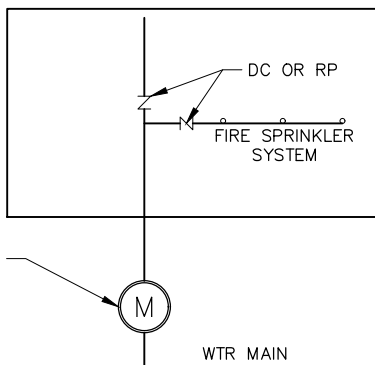 DC OR RP
FIRE SPRINKLER
SYSTEM
M
WTR MAIN